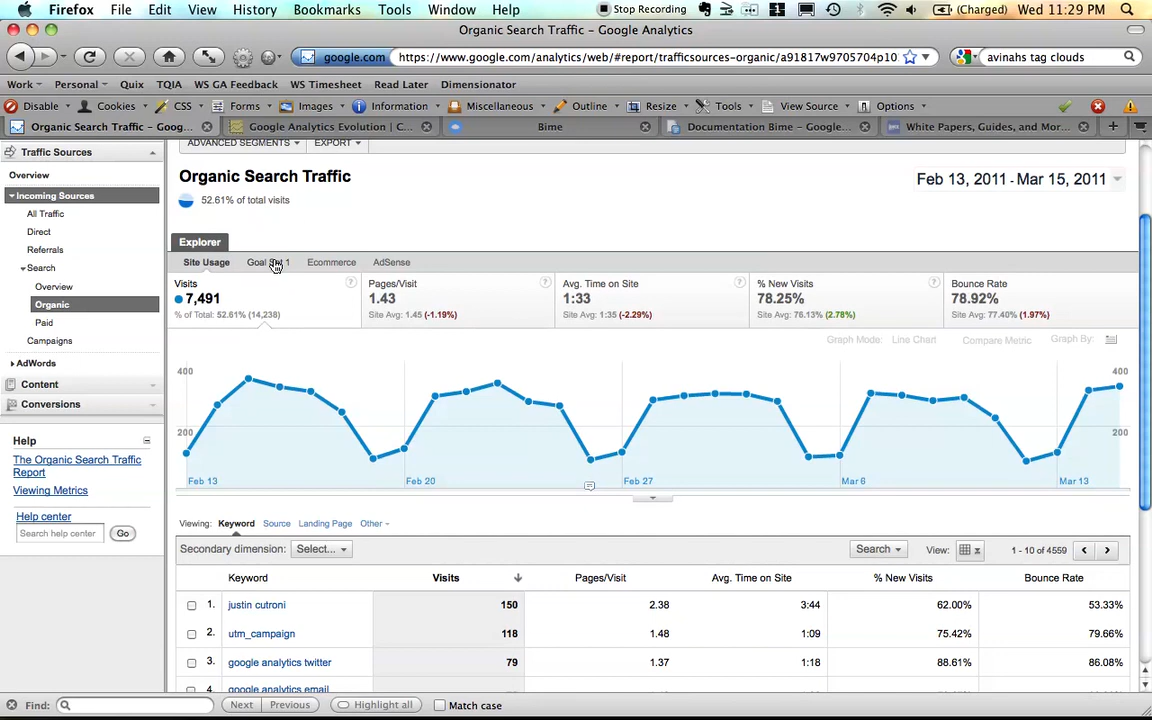 Firefox File Edit View History Bookmarks Tools Window Help Stop Recording (Charged) Wed 11:29 PM
Organic Search Traffic - Google Analytics
google.com https://www.google.com/analytics/web/#report/trafficsources-organic/a91817w9705704p10 avinahs tag clouds
Work Personal Quix TQIA WS GA Feedback WS Timesheet Read Later Dimensionator
Disable Cookies CSS Forms Images Information Miscellaneous Outline Resize Tools View Source Options
Organic Search Traffic - Goog... Google Analytics Evolution | C... Bime Documentation Bime - Google... White Papers, Guides, and Mor...
Traffic Sources
Overview
Incoming Sources
All Traffic
Direct
Referrals
Search
Overview
Organic
Paid
Campaigns
AdWords
Content
Conversions
Help
The Organic Search Traffic
Report
Viewing Metrics
Help center
Search help center Go
ADVANCED SEGMENTS EXPORT
Organic Search Traffic Feb 13, 2011 - Mar 15, 2011
52.61% of total visits
Explorer
Site Usage Goal Set 1 Ecommerce AdSense
Visits Pages/Visit Avg. Time on Site % New Visits Bounce Rate
7,491 1.43 1:33 78.25% 78.92%
% of Total: 52.61% (14,238) Site Avg: 1.45 (-1.19%) Site Avg: 1:35 (-2.29%) Site Avg: 76.13% (2.78%) Site Avg: 77.40% (1.97%)
Graph Mode: Line Chart Compare Metric Graph By:
400 400
200 200
Feb 13 Feb 20 Feb 27 Mar 6 Mar 13
Viewing: Keyword Source Landing Page Other
Secondary dimension: Select... Search View: 1 - 10 of 4559
Keyword Visits Pages/Visit Avg. Time on Site % New Visits Bounce Rate
1. justin cutroni 150 2.38 3:44 62.00% 53.33%
2. utm_campaign 118 1.48 1:09 75.42% 79.66%
3. google analytics twitter 79 1.37 1:18 88.61% 86.08%
4. google analytics email
Find: Next Previous Highlight all Match case